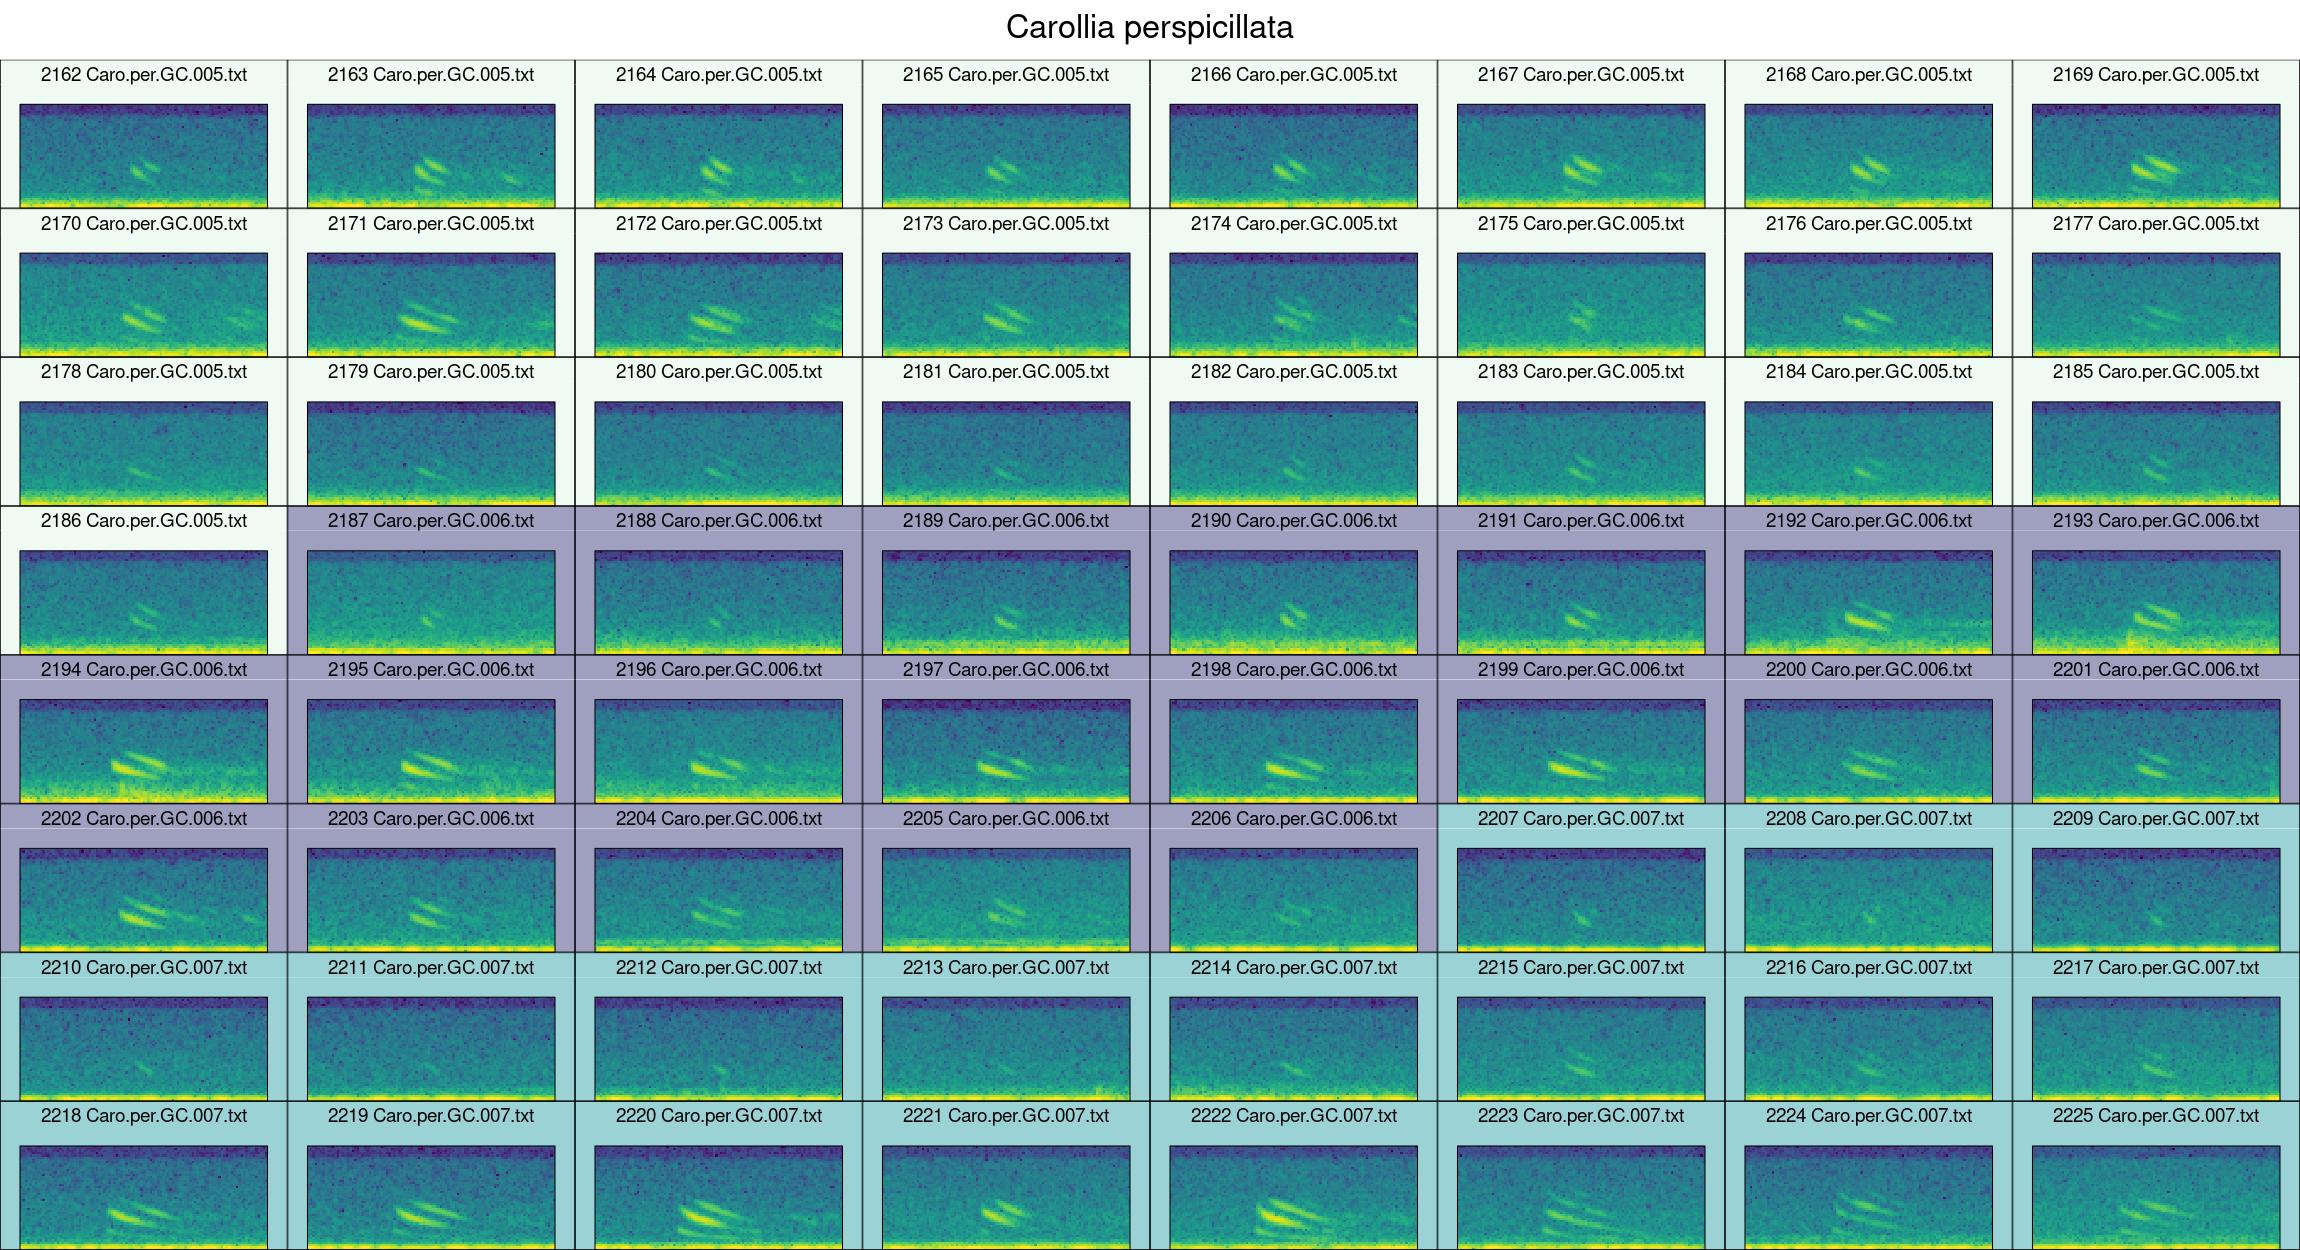 Carollia perspicillata
2162 Caro.per.GC.005.txt 2163 Caro.per.GC.005.txt 2164 Caro.per.GC.005.txt 2165 Caro.per.GC.005.txt 2166 Caro.per.GC.005.txt 2167 Caro.per.GC.005.txt 2168 Caro.per.GC.005.txt 2169 Caro.per.GC.005.txt
2170 Caro.per.GC.005.txt 2171 Caro.per.GC.005.txt 2172 Caro.per.GC.005.txt 2173 Caro.per.GC.005.txt 2174 Caro.per.GC.005.txt 2175 Caro.per.GC.005.txt 2176 Caro.per.GC.005.txt 2177 Caro.per.GC.005.txt
2178 Caro.per.GC.005.txt 2179 Caro.per.GC.005.txt 2180 Caro.per.GC.005.txt 2181 Caro.per.GC.005.txt 2182 Caro.per.GC.005.txt 2183 Caro.per.GC.005.txt 2184 Caro.per.GC.005.txt 2185 Caro.per.GC.005.txt
2186 Caro.per.GC.005.txt 2187 Caro.per.GC.006.txt 2188 Caro.per.GC.006.txt 2189 Caro.per.GC.006.txt 2190 Caro.per.GC.006.txt 2191 Caro.per.GC.006.txt 2192 Caro.per.GC.006.txt 2193 Caro.per.GC.006.txt
2194 Caro.per.GC.006.txt 2195 Caro.per.GC.006.txt 2196 Caro.per.GC.006.txt 2197 Caro.per.GC.006.txt 2198 Caro.per.GC.006.txt 2199 Caro.per.GC.006.txt 2200 Caro.per.GC.006.txt 2201 Caro.per.GC.006.txt
2202 Caro.per.GC.006.txt 2203 Caro.per.GC.006.txt 2204 Caro.per.GC.006.txt 2205 Caro.per.GC.006.txt 2206 Caro.per.GC.006.txt 2207 Caro.per.GC.007.txt 2208 Caro.per.GC.007.txt 2209 Caro.per.GC.007.txt
2210 Caro.per.GC.007.txt 2211 Caro.per.GC.007.txt 2212 Caro.per.GC.007.txt 2213 Caro.per.GC.007.txt 2214 Caro.per.GC.007.txt 2215 Caro.per.GC.007.txt 2216 Caro.per.GC.007.txt 2217 Caro.per.GC.007.txt
2218 Caro.per.GC.007.txt 2219 Caro.per.GC.007.txt 2220 Caro.per.GC.007.txt 2221 Caro.per.GC.007.txt 2222 Caro.per.GC.007.txt 2223 Caro.per.GC.007.txt 2224 Caro.per.GC.007.txt 2225 Caro.per.GC.007.txt